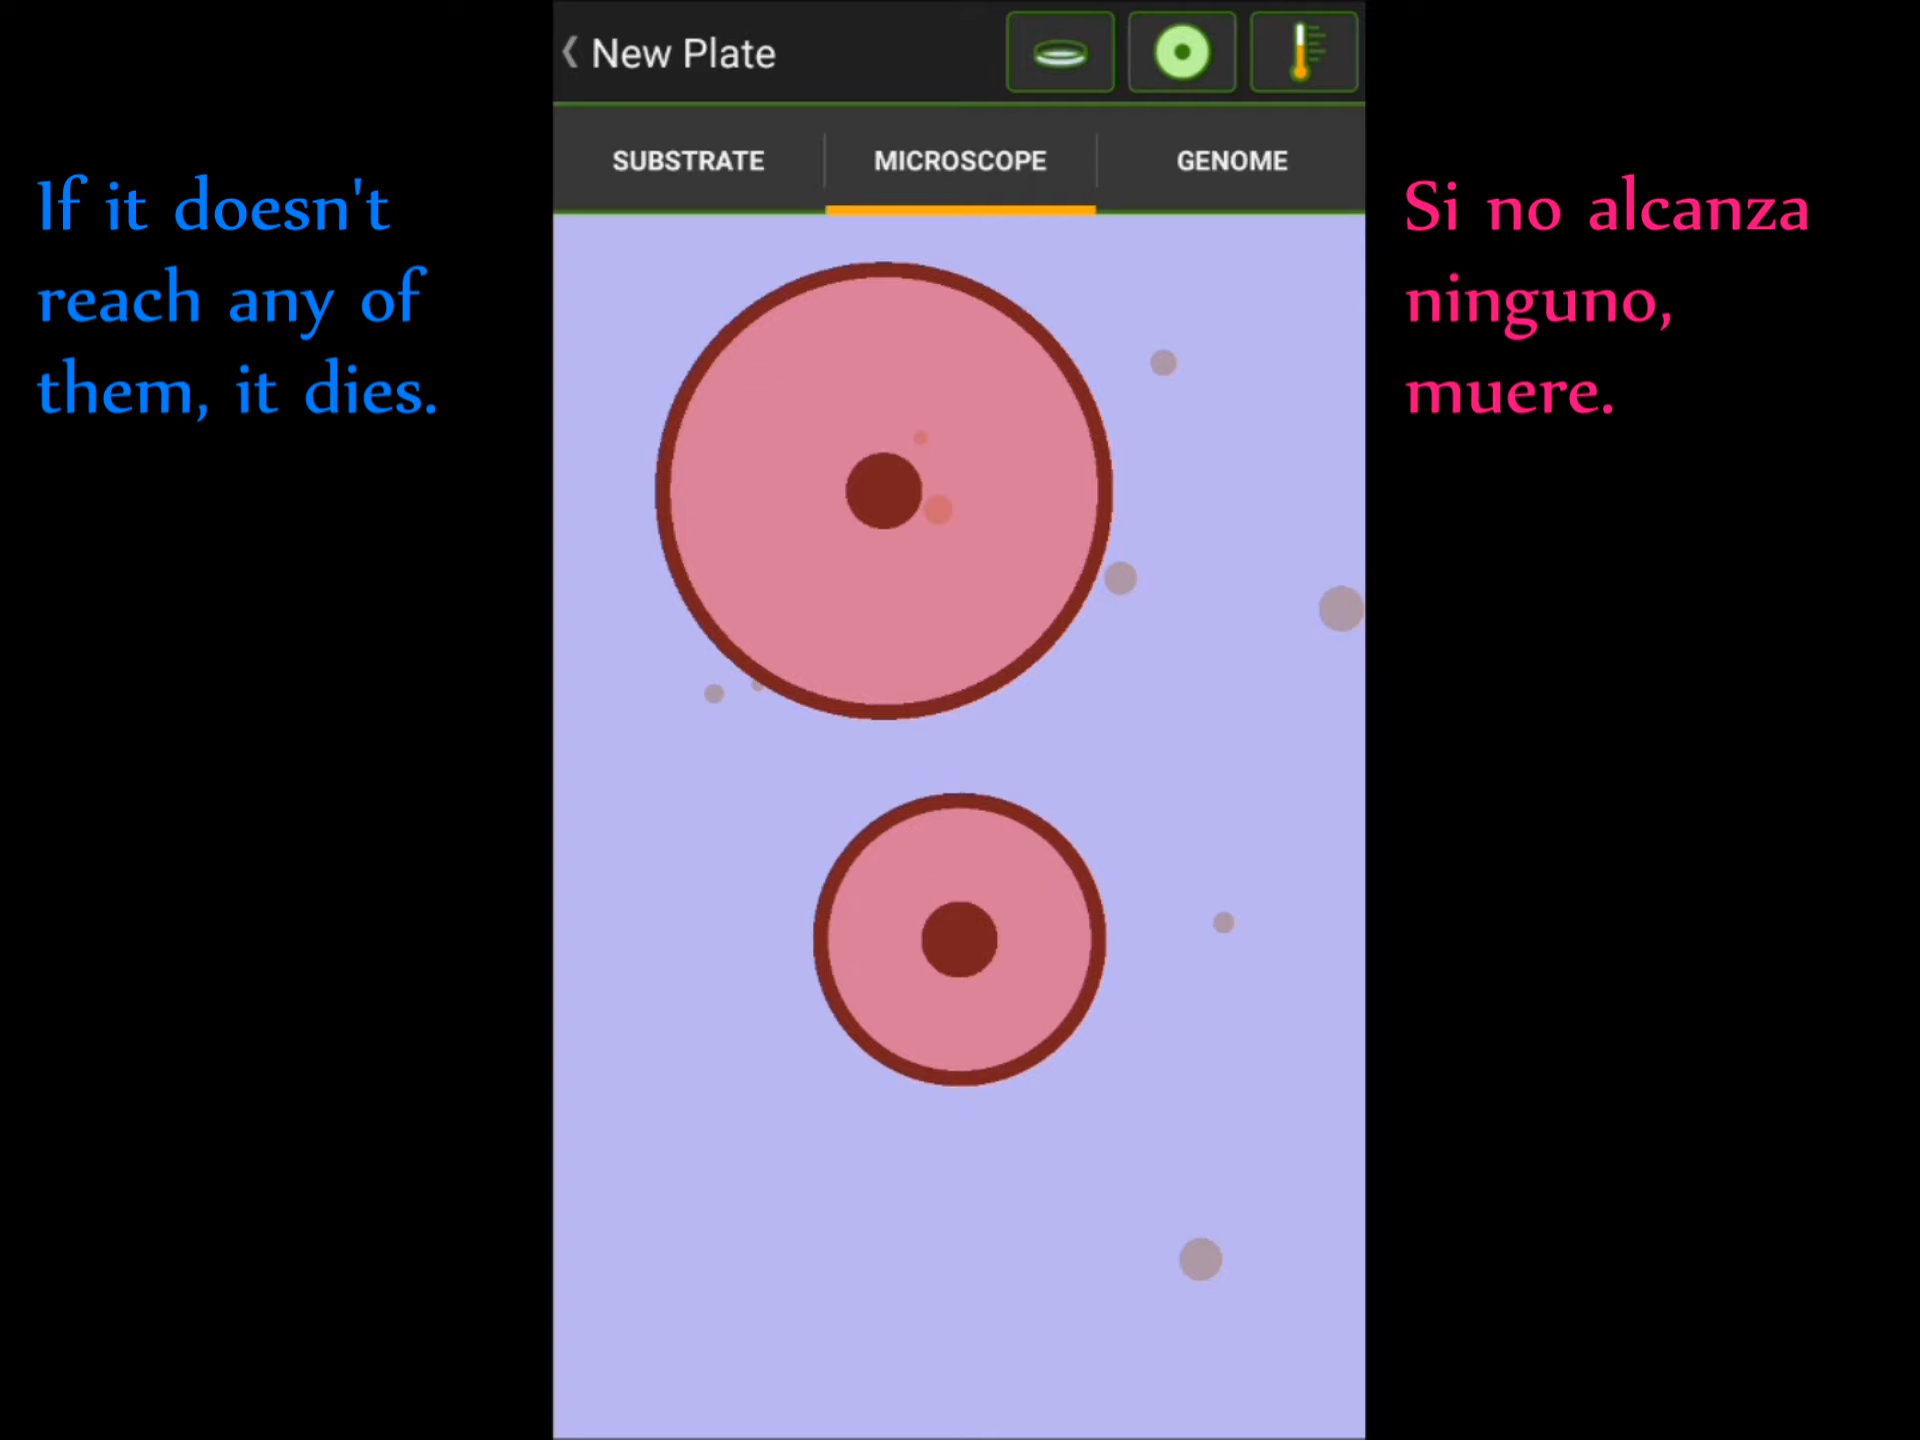 New Plate
SUBSTRATE
MICROSCOPE
GENOME
If it doesn't
reach any of
them, it dies.
Si no alcanza
ninguno,
muere.